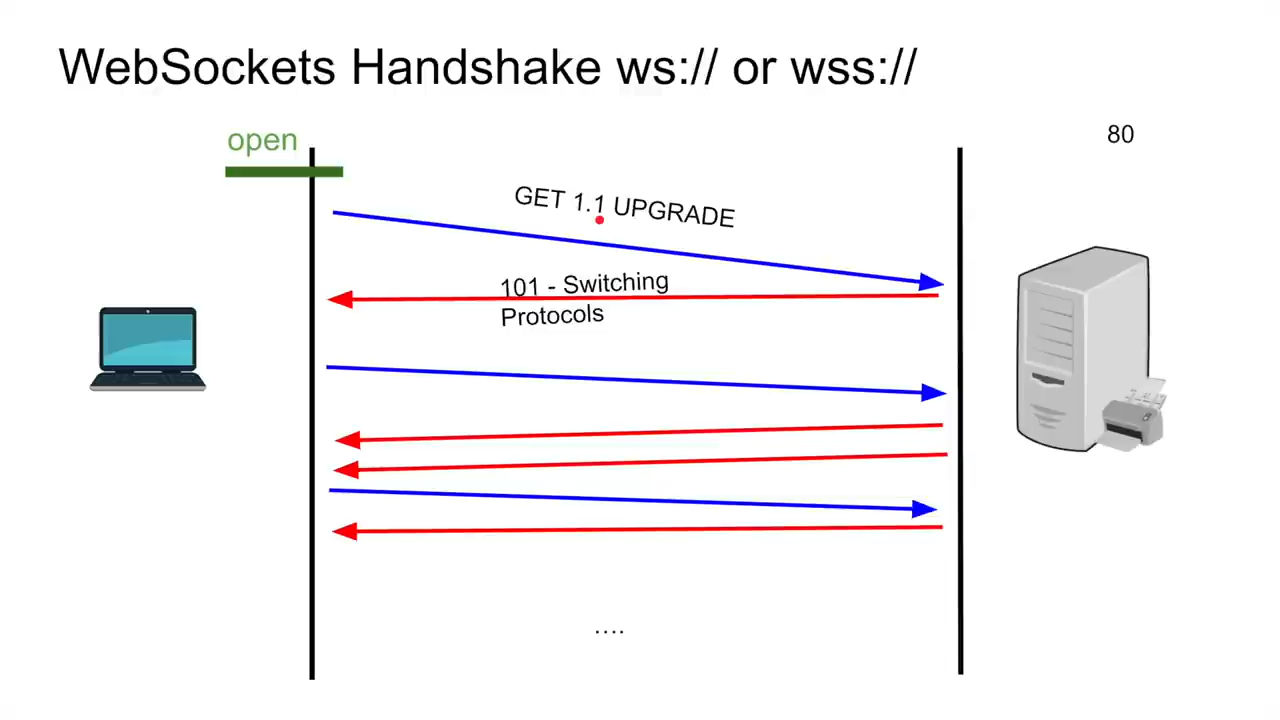 WebSockets Handshake ws:// or wss://
open
80
GET 1.1 UPGRADE
101 - Switching
Protocols
....